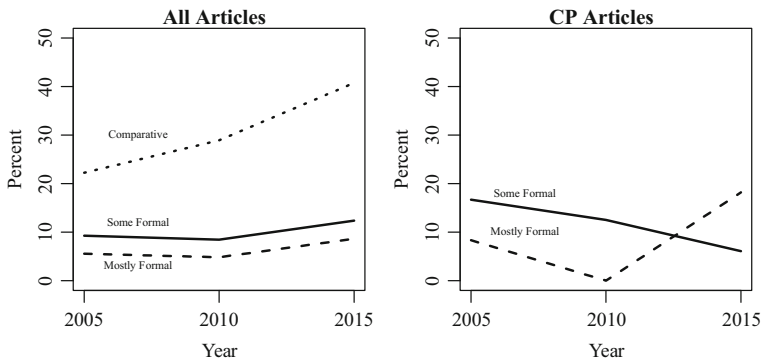 All Articles
Percent
50
40
30
20
10
0
Comparative
Some Formal
Mostly Formal
2005 2010 2015
Year
CP Articles
Percent
50
40
30
20
10
0
Some Formal
Mostly Formal
2005 2010 2015
Year